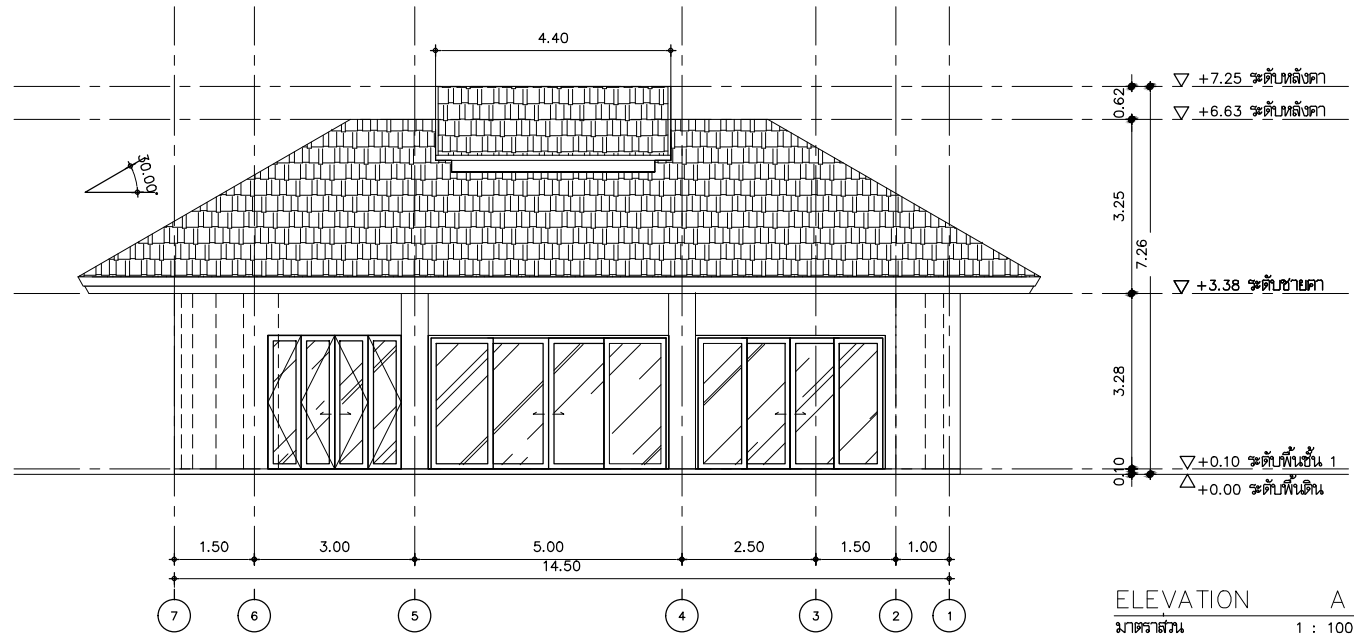 4.40
+7.25 ระดับหลังคา
0.62
+6.63 ระดับหลังคา
30.00°
3.25
7.26
+3.38 ระดับชายคา
3.28
0.10
+0.10 ระดับพื้นชั้น 1
+0.00 ระดับพื้นดิน
1.50 3.00 5.00 2.50 1.50 1.00
14.50
7 6 5 4 3 2 1
ELEVATION A
มาตราส่วน 1 : 100